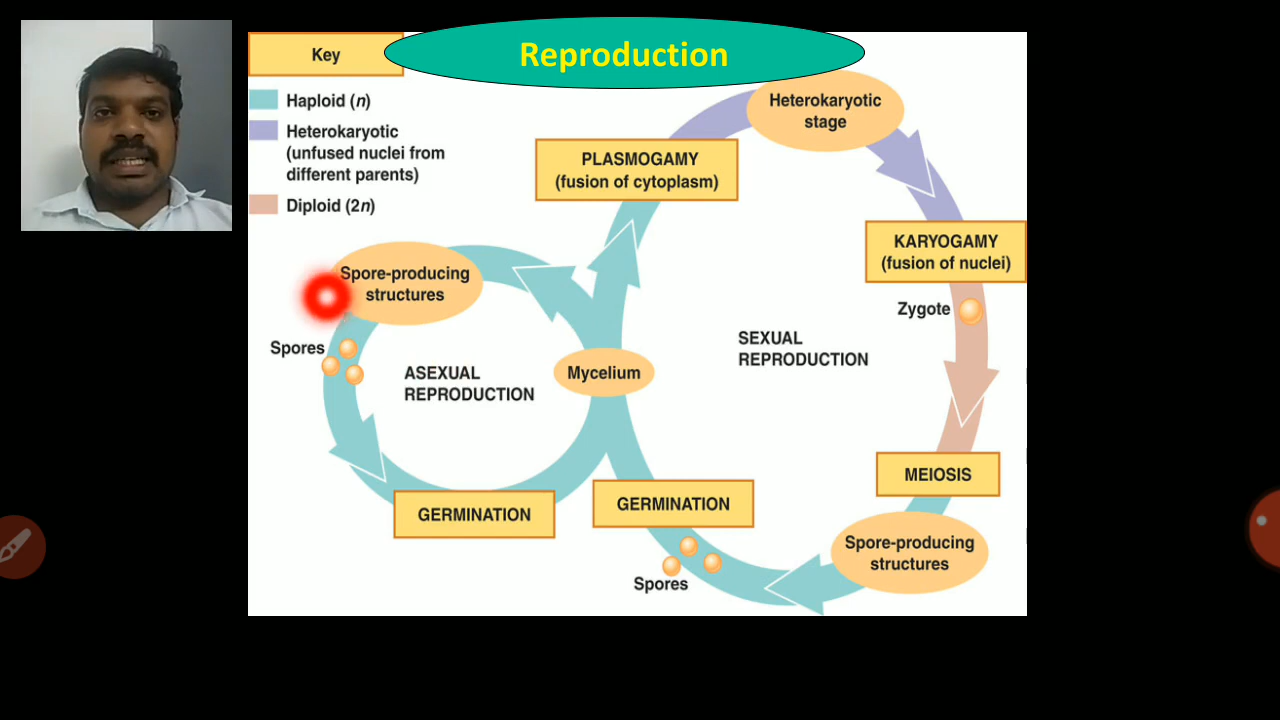 Reproduction
Key
Haploid (n)
Heterokaryotic
(unfused nuclei from
different parents)
Diploid (2n)
Heterokaryotic
stage
PLASMOGAMY
(fusion of cytoplasm)
KARYOGAMY
(fusion of nuclei)
Zygote
Spore-producing
structures
Spores
ASEXUAL
REPRODUCTION
Mycelium
SEXUAL
REPRODUCTION
GERMINATION
GERMINATION
MEIOSIS
Spore-producing
structures
Spores